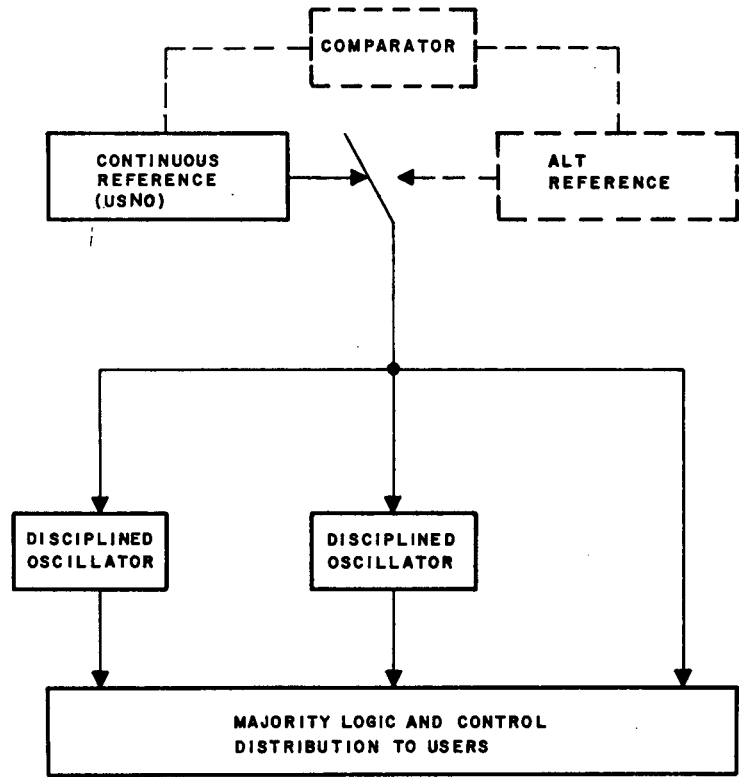 COMPARATOR
CONTINUOUS
REFERENCE
(USNO)
ALT
REFERENCE
DISCIPLINED
OSCILLATOR
DISCIPLINED
OSCILLATOR
MAJORITY LOGIC AND CONTROL
DISTRIBUTION TO USERS